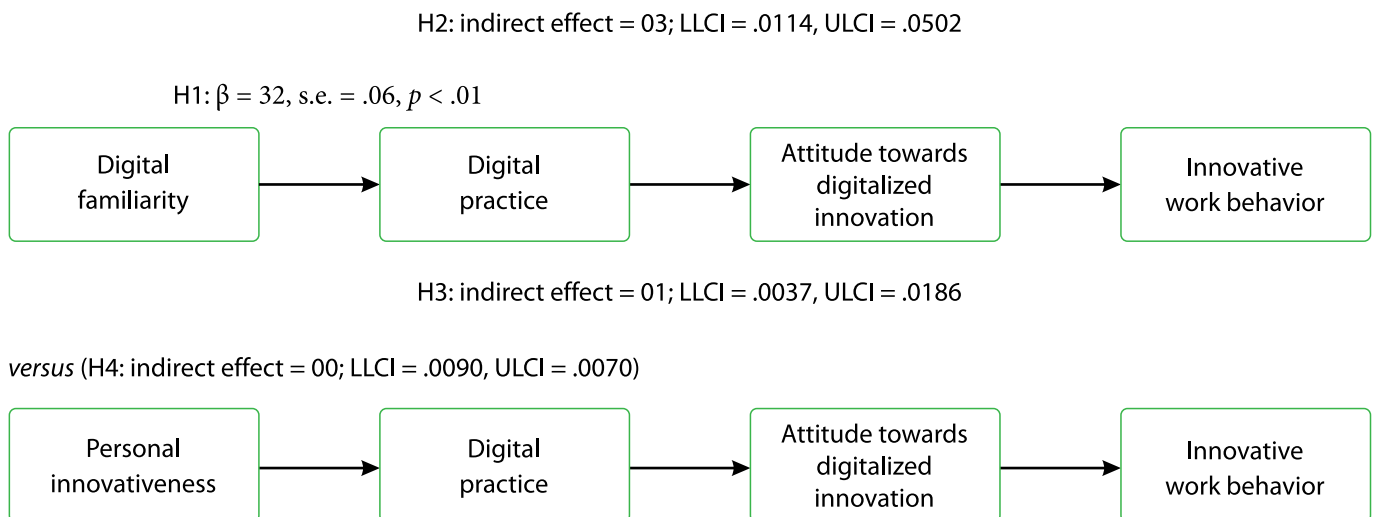 H2: indirect effect = 03; LLCI = .0114, ULCI = .0502
H1: β = 32, s.e. = .06, p < .01
Digital
familiarity
Digital
practice
Attitude towards
digitalized
innovation
Innovative
work behavior
H3: indirect effect = 01; LLCI = .0037, ULCI = .0186
versus (H4: indirect effect = 00; LLCI = .0090, ULCI = .0070)
Personal
innovativeness
Digital
practice
Attitude towards
digitalized
innovation
Innovative
work behavior